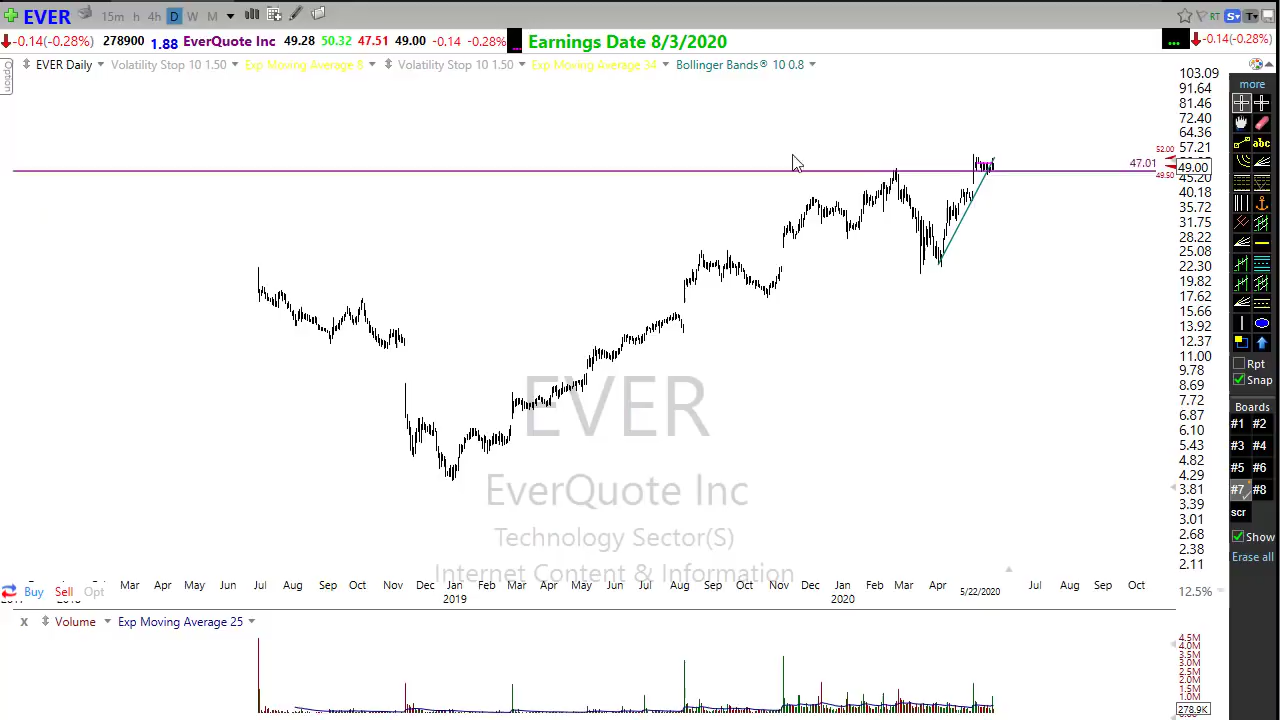 EVER 15m h 4h D W M RT S T
-0.14(-0.28%) 278900 1.88 EverQuote Inc 49.28 50.32 47.51 49.00 -0.14 -0.28% ... Earnings Date 8/3/2020 ... -0.14(-0.28%)
Option
EVER Daily Volatility Stop 10 1.50 Exp Moving Average 8 Volatility Stop 10 1.50 Exp Moving Average 34 Bollinger Bands® 10 0.8
103.09
91.64
81.46
72.40
64.36
57.21
52.00
47.01
49.00
49.50
45.20
40.18
35.72
31.75
28.22
25.08
22.30
19.82
17.62
15.66
13.92
12.37
11.00
9.78
8.69
7.72
6.87
6.10
5.43
4.82
4.29
3.81
3.39
3.01
2.68
2.38
2.11
more
abc
Rpt
Snap
Boards
#1 #2
#3 #4
#5 #6
#7 #8
scr
Show
Erase all
EVER
EverQuote Inc
Technology Sector(S)
Internet Content & Information
Mar Apr May Jun Jul Aug Sep Oct Nov Dec Jan Feb Mar Apr May Jun Jul Aug Sep Oct Nov Dec Jan Feb Mar Apr 5/22/2020 Jul Aug Sep Oct
2019 2020
Buy Sell Opt 12.5%
x Volume Exp Moving Average 25
4.5M
4.0M
3.5M
3.0M
2.5M
2.0M
1.5M
1.0M
278.9K